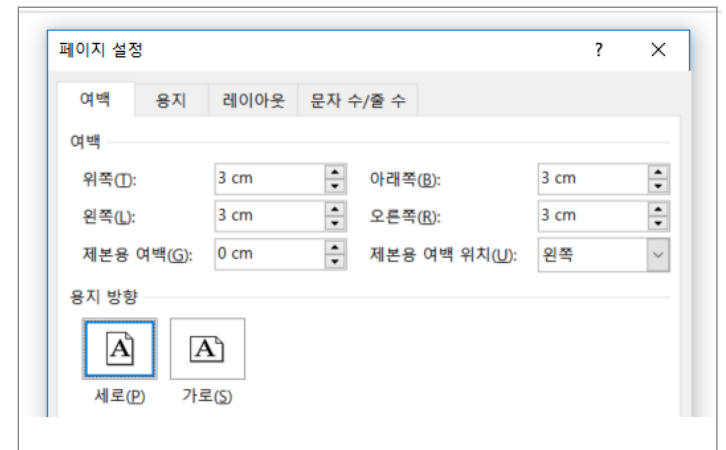 페이지 설정 ? ×
여백 용지 레이아웃 문자 수/줄 수
여백
위쪽(T): 3 cm 아래쪽(B): 3 cm
왼쪽(L): 3 cm 오른쪽(R): 3 cm
제본용 여백(G): 0 cm 제본용 여백 위치(U): 왼쪽
용지 방향
A A
세로(P) 가로(S)